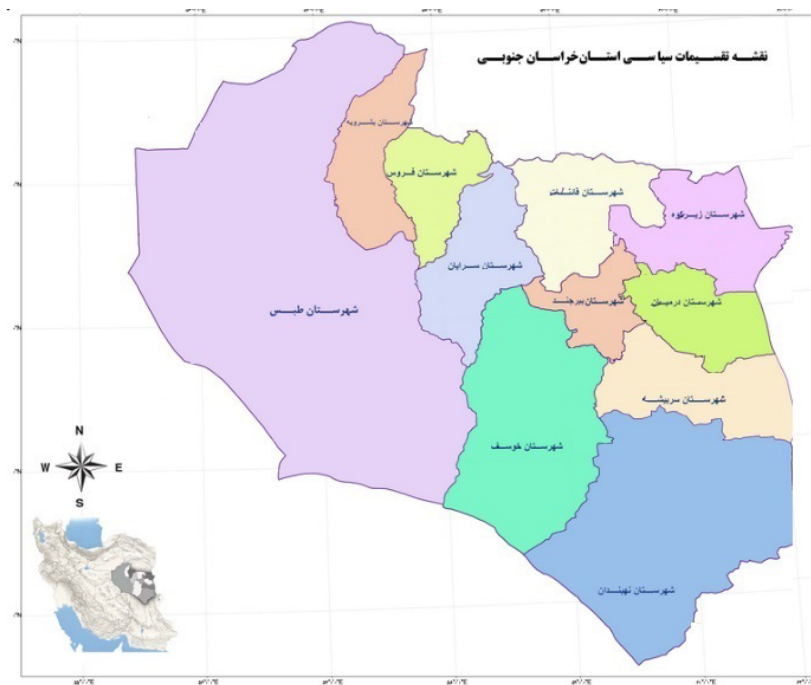 نقشه تقسیمات سیاسی استان خراسان جنوبی
شهرستان بشرویه
شهرستان فردوس
شهرستان قائنات
شهرستان زیرکوه
شهرستان سرایان
شهرستان طبس
شهرستان بیرجند
شهرستان درمیان
شهرستان سربیشه
شهرستان خوسف
شهرستان نهبندان
N
W E
S